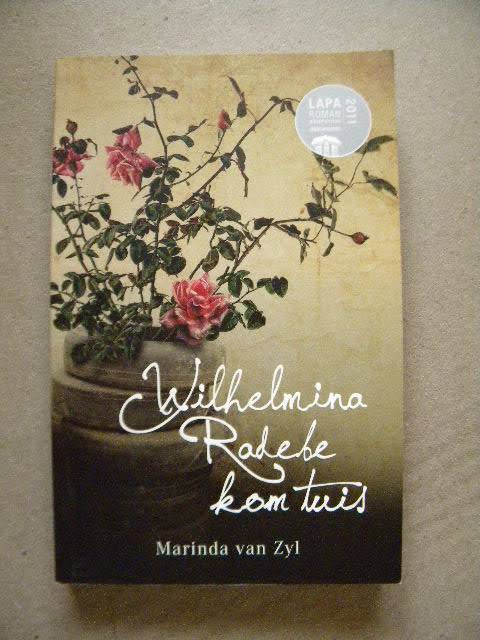 LAPA
ROMAN
2011
Wilhelmina
Radebe
kom tuis
Marinda van Zyl